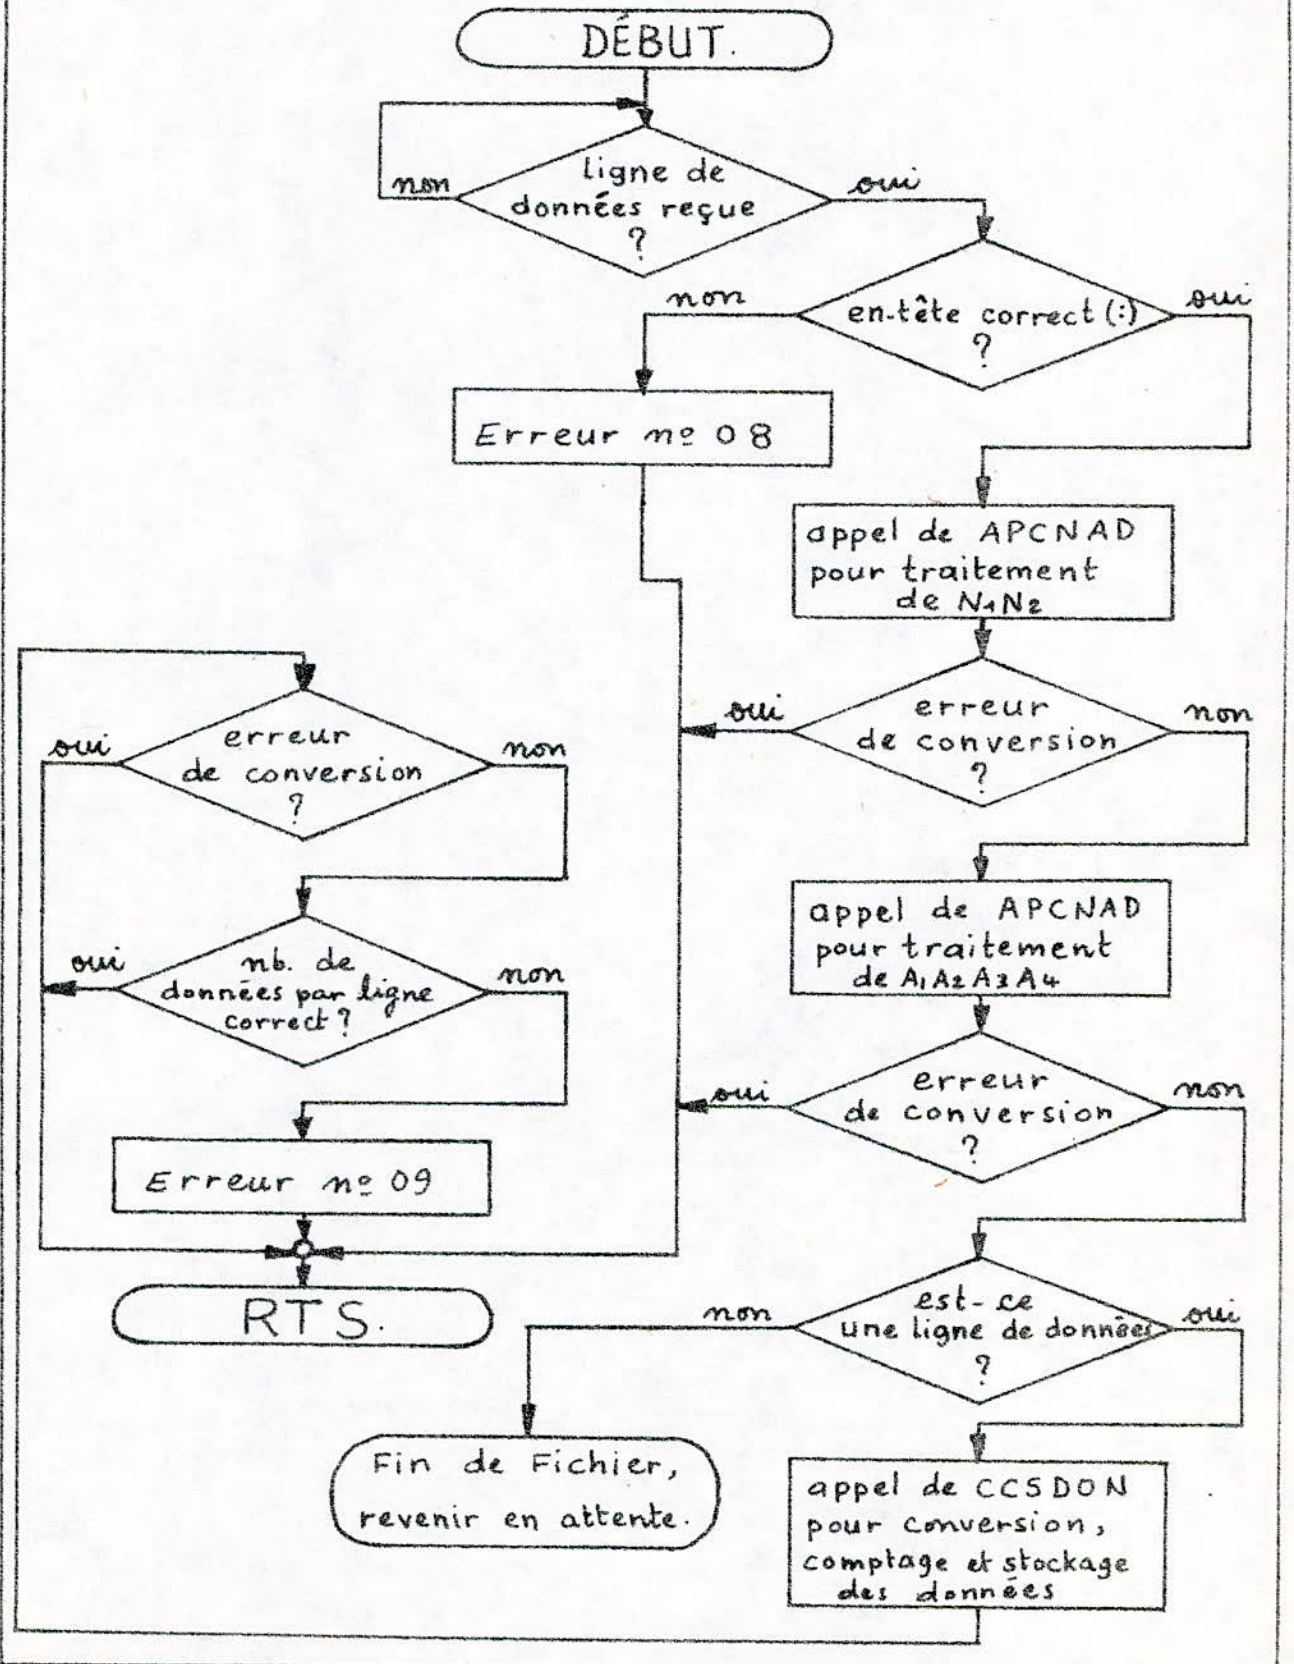 DÉBUT.
ligne de
données reçue
?
non
oui
en-tête correct (:)
?
non
oui
Erreur nº 08
appel de APCNAD
pour traitement
de N1N2
erreur
de conversion
?
oui
non
appel de APCNAD
pour traitement
de A1A2A3A4
erreur
de conversion
?
oui
non
est-ce
une ligne de données
?
non
oui
Fin de Fichier,
revenir en attente.
appel de CCSDON
pour conversion,
comptage et stockage
des données
erreur
de conversion
?
oui
non
nb. de
données par ligne
correct ?
oui
non
Erreur nº 09
RTS.